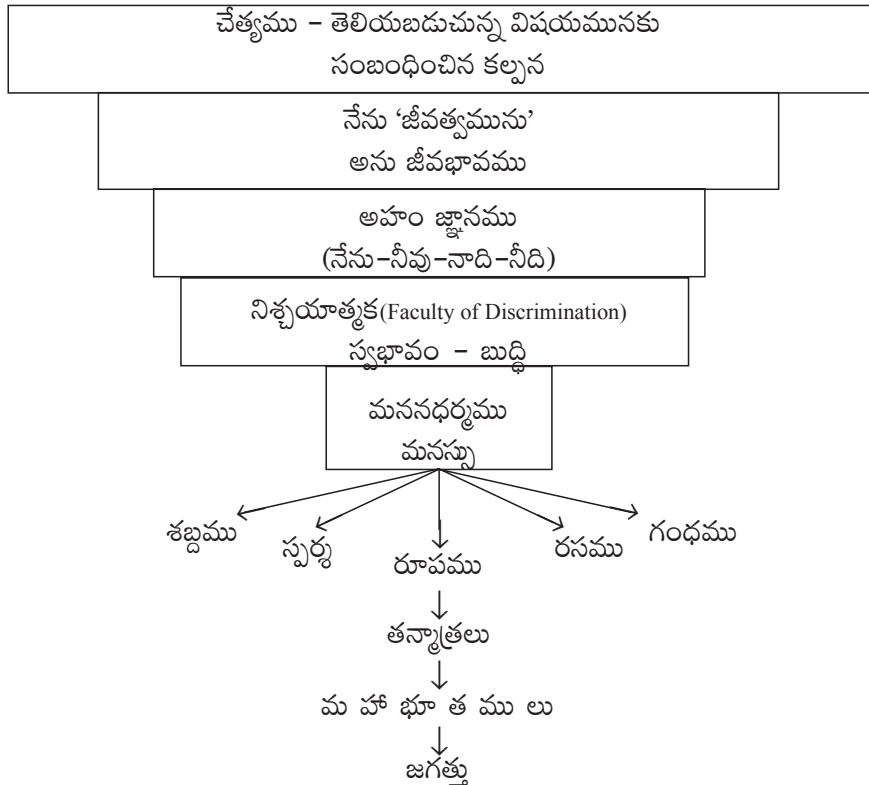 చేత్యము – తెలియబడుచున్న విషయమునకు
సంబంధించిన కల్పన
నేను ‘జీవత్వమును’
అను జీవభావము
అహం జ్ఞానము
(నేను–నీవు–నాది–నీది)
నిశ్చయాత్మక(Faculty of Discrimination)
స్వభావం – బుద్ధి
మననధర్మము
మనస్సు
శబ్దము స్పర్శ రూపము రసము గంధము
తన్మాత్రలు
మ హా భూ త ము లు
జగత్తు